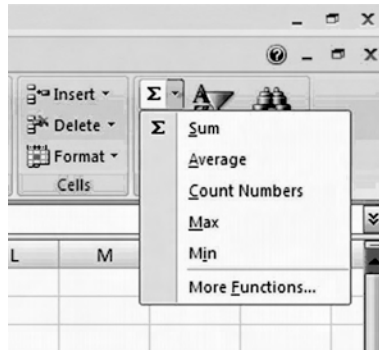 Insert
Σ
Delete
Σ Sum
Format
Average
Cells
Count Numbers
Max
L M
Min
More Functions...